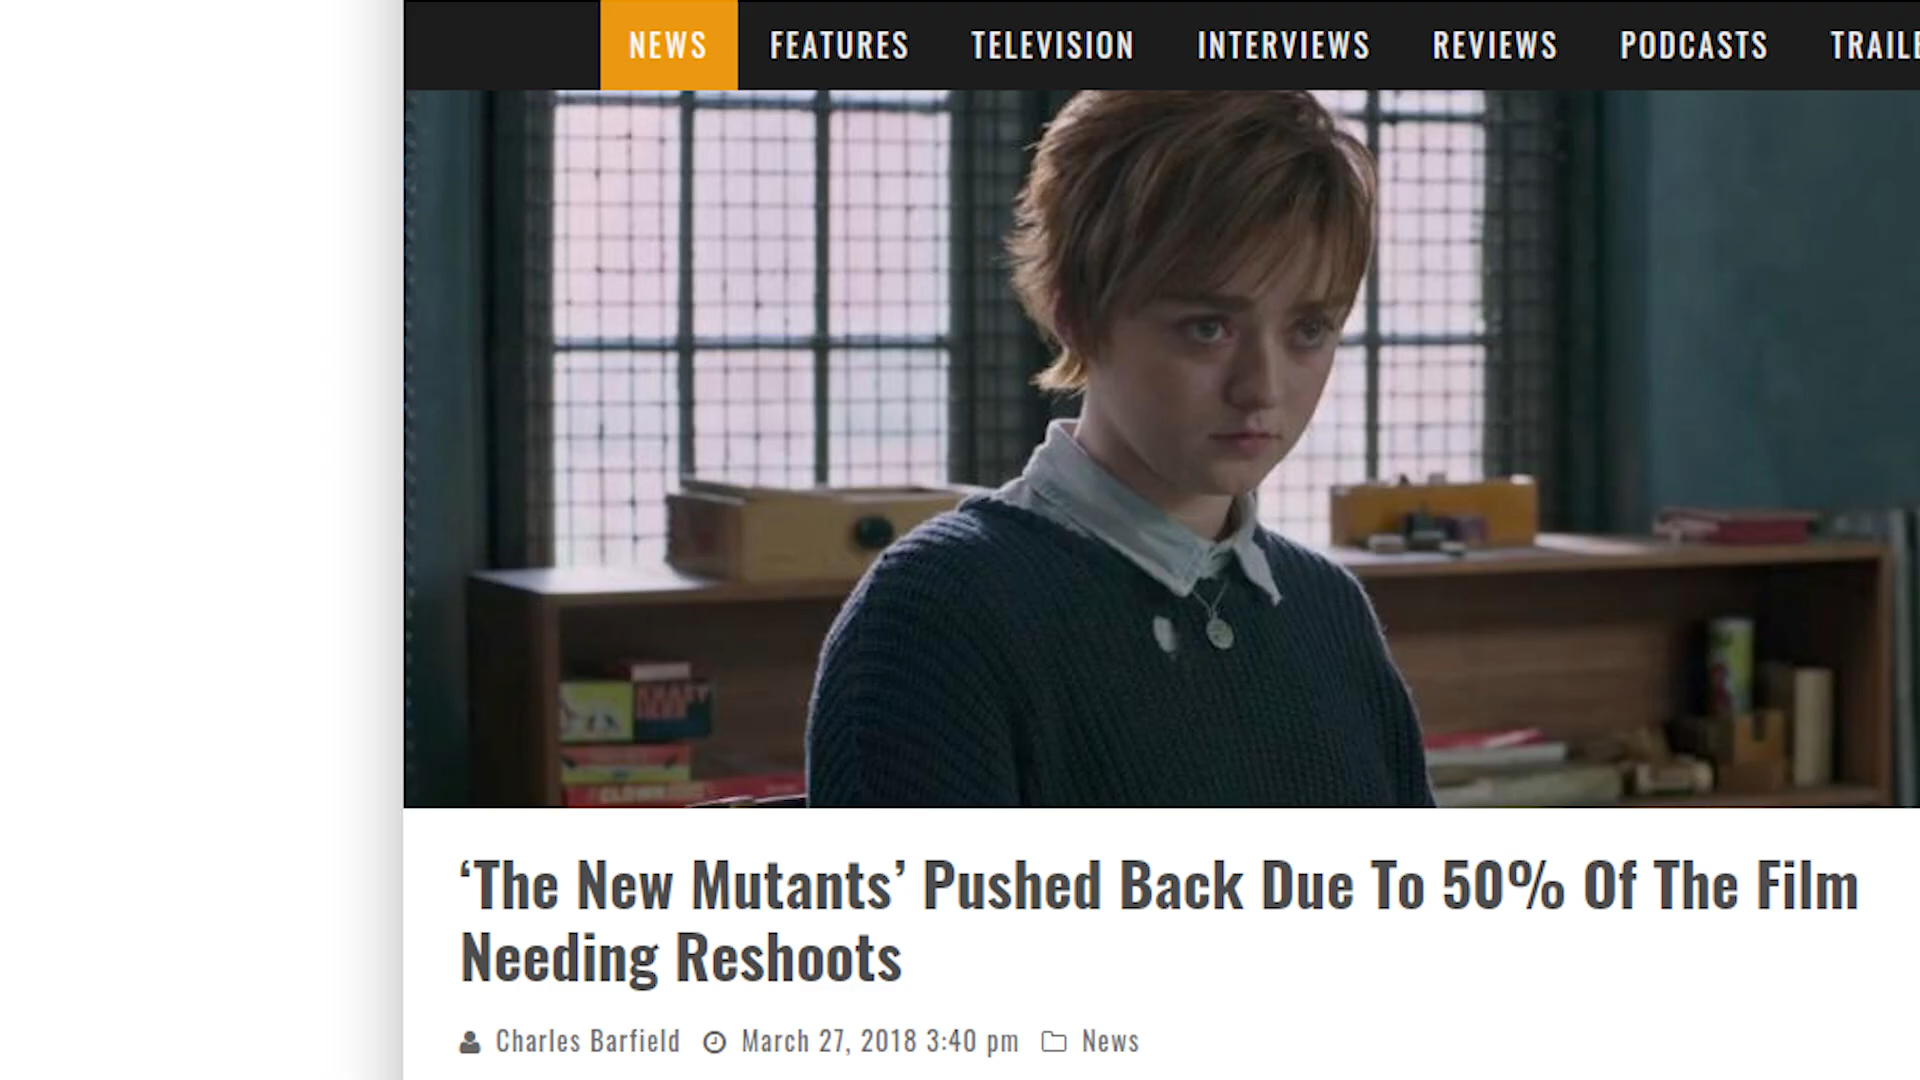 NEWS FEATURES TELEVISION INTERVIEWS REVIEWS PODCASTS TRAILE
‘The New Mutants’ Pushed Back Due To 50% Of The Film
Needing Reshoots
Charles Barfield March 27, 2018 3:40 pm News